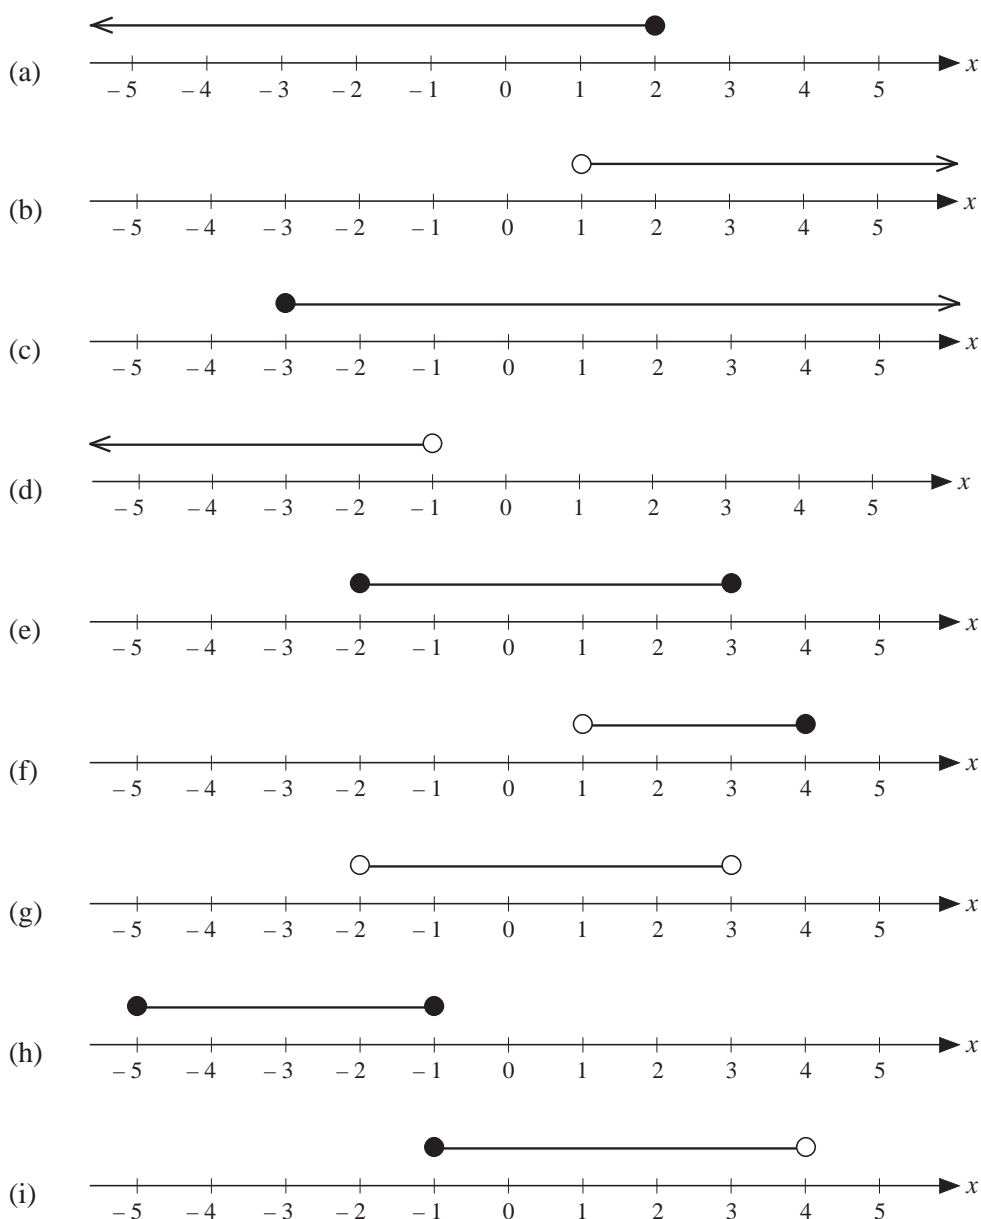 (a) x
– 5 – 4 – 3 – 2 – 1 0 1 2 3 4 5
(b) x
– 5 – 4 – 3 – 2 – 1 0 1 2 3 4 5
(c) x
– 5 – 4 – 3 – 2 – 1 0 1 2 3 4 5
(d) x
– 5 – 4 – 3 – 2 – 1 0 1 2 3 4 5
(e) x
– 5 – 4 – 3 – 2 – 1 0 1 2 3 4 5
(f) x
– 5 – 4 – 3 – 2 – 1 0 1 2 3 4 5
(g) x
– 5 – 4 – 3 – 2 – 1 0 1 2 3 4 5
(h) x
– 5 – 4 – 3 – 2 – 1 0 1 2 3 4 5
(i) x
– 5 – 4 – 3 – 2 – 1 0 1 2 3 4 5